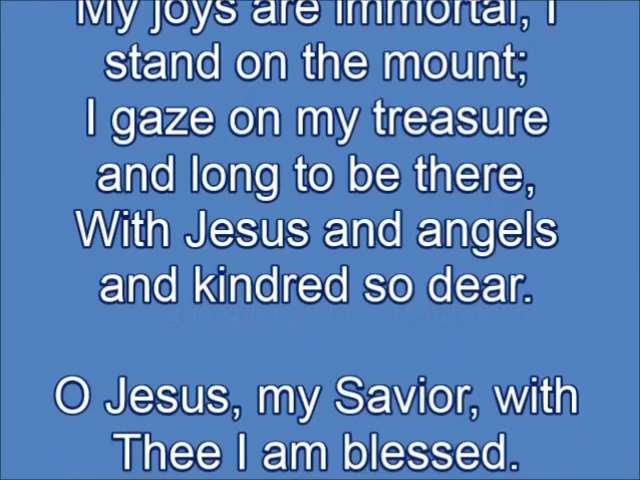 My joys are immortal, I
stand on the mount;
I gaze on my treasure
and long to be there,
With Jesus and angels
and kindred so dear.
O Jesus, my Savior, with
Thee I am blessed.